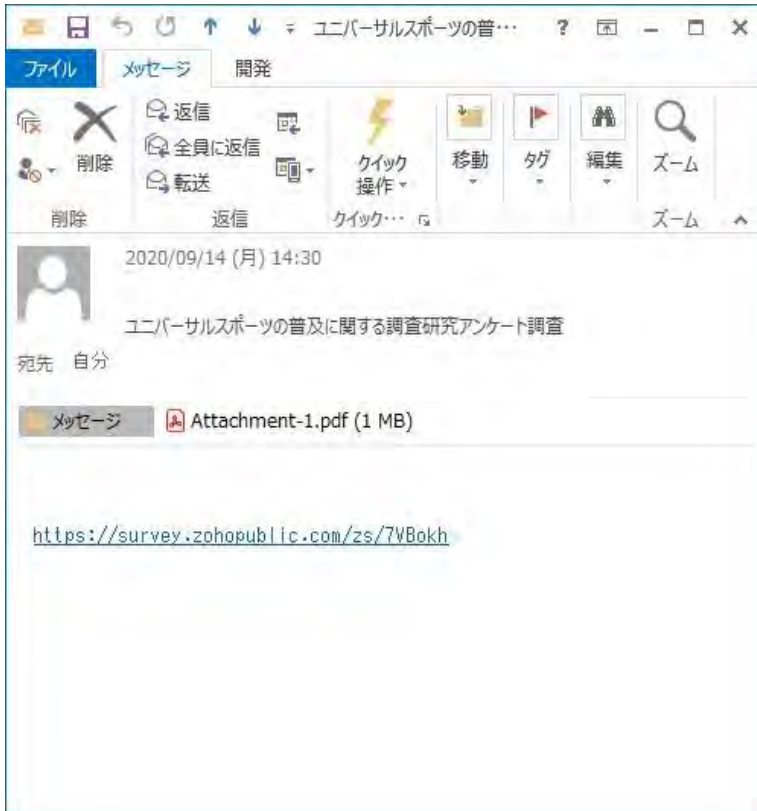 ユニバーサルスポーツの普… ?
ファイル メッセージ 開発
削除
返信
全員に返信
転送
クイック
操作
移動
タグ
編集
ズーム
削除 返信 クイック… ズーム
2020/09/14 (月) 14:30
ユニバーサルスポーツの普及に関する調査研究アンケート調査
宛先 自分
メッセージ Attachment-1.pdf (1 MB)
https://survey.zohopublic.com/zs/7VBokh